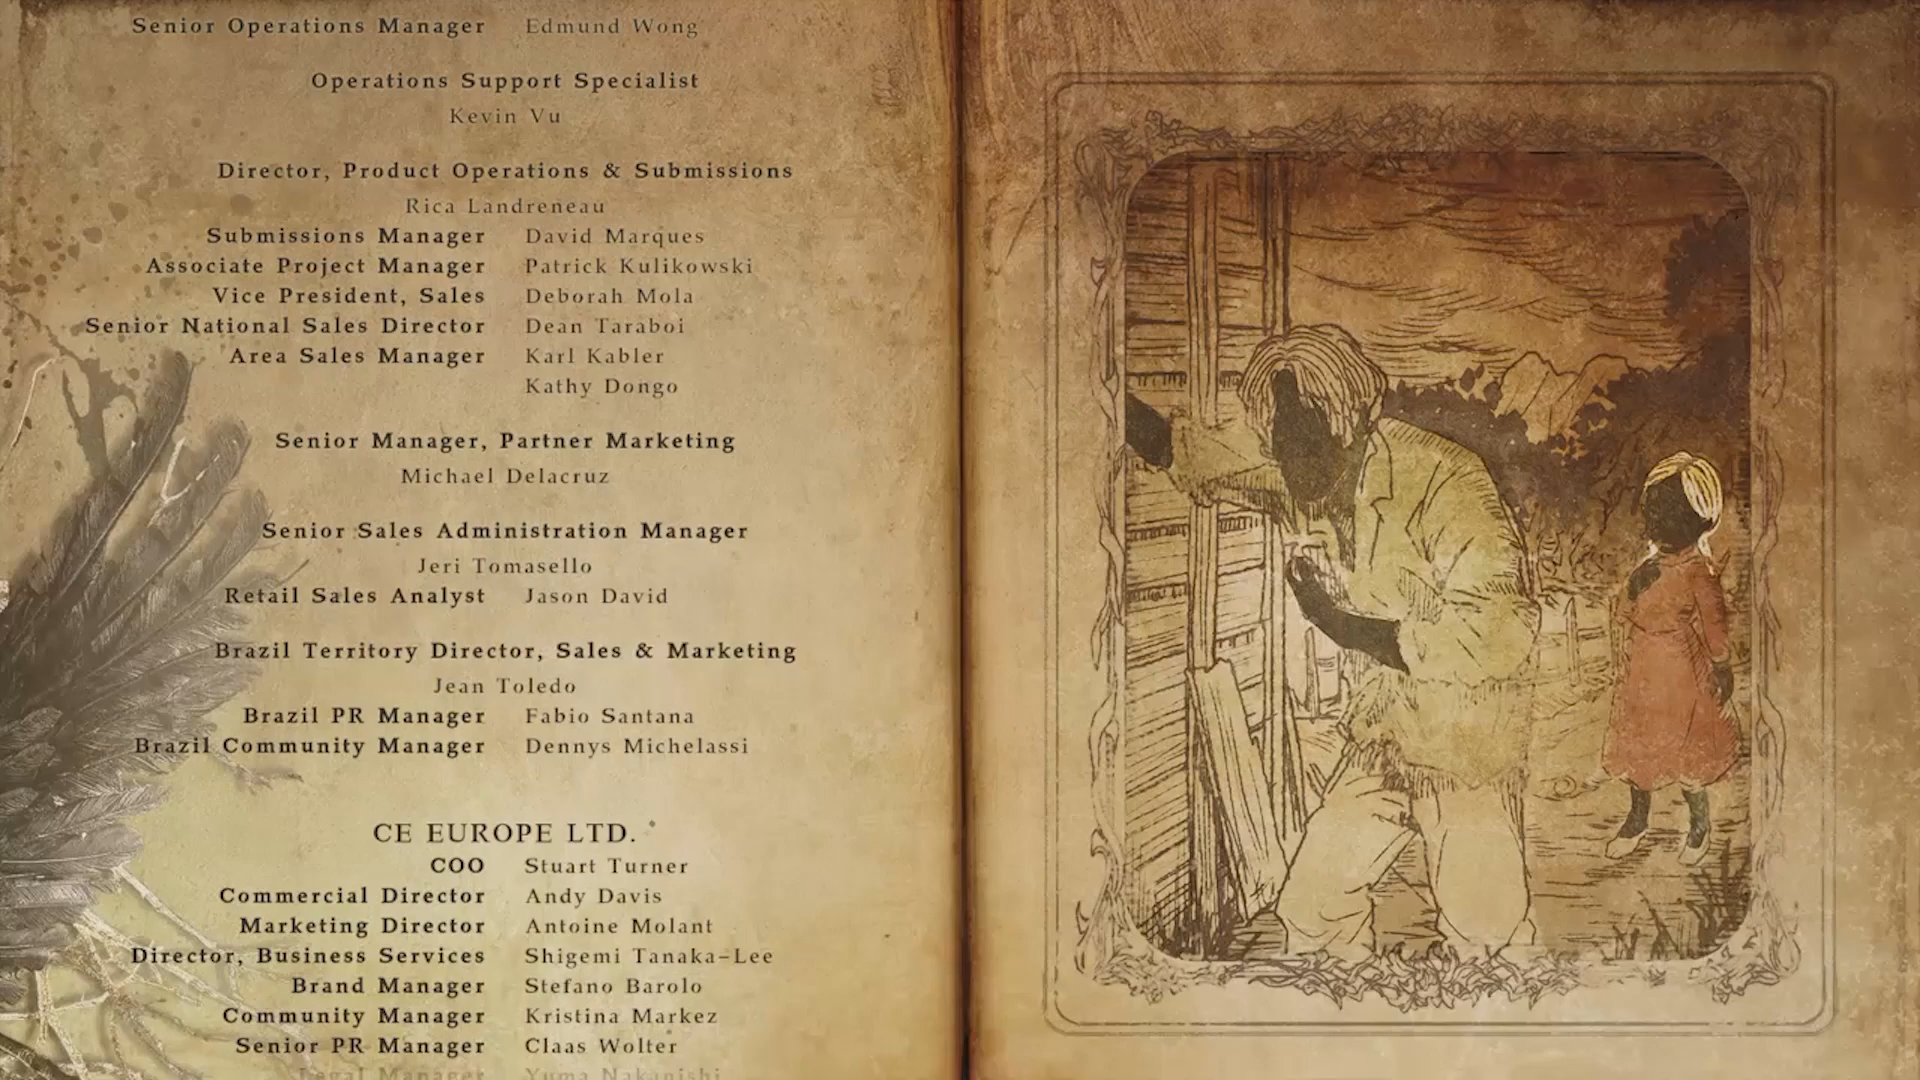 Senior Operations Manager Edmund Wong
Operations Support Specialist
Kevin Vu
Director, Product Operations & Submissions
Rica Landreneau
Submissions Manager David Marques
Associate Project Manager Patrick Kulikowski
Vice President, Sales Deborah Mola
Senior National Sales Director Dean Taraboi
Area Sales Manager Karl Kabler
Kathy Dongo
Senior Manager, Partner Marketing
Michael Delacruz
Senior Sales Administration Manager
Jeri Tomasello
Retail Sales Analyst Jason David
Brazil Territory Director, Sales & Marketing
Jean Toledo
Brazil PR Manager Fabio Santana
Brazil Community Manager Dennys Michelassi
CE EUROPE LTD.
COO Stuart Turner
Commercial Director Andy Davis
Marketing Director Antoine Molant
Director, Business Services Shigemi Tanaka-Lee
Brand Manager Stefano Barolo
Community Manager Kristina Markez
Senior PR Manager Claas Wolter
Legal Manager Yuma Nakanishi